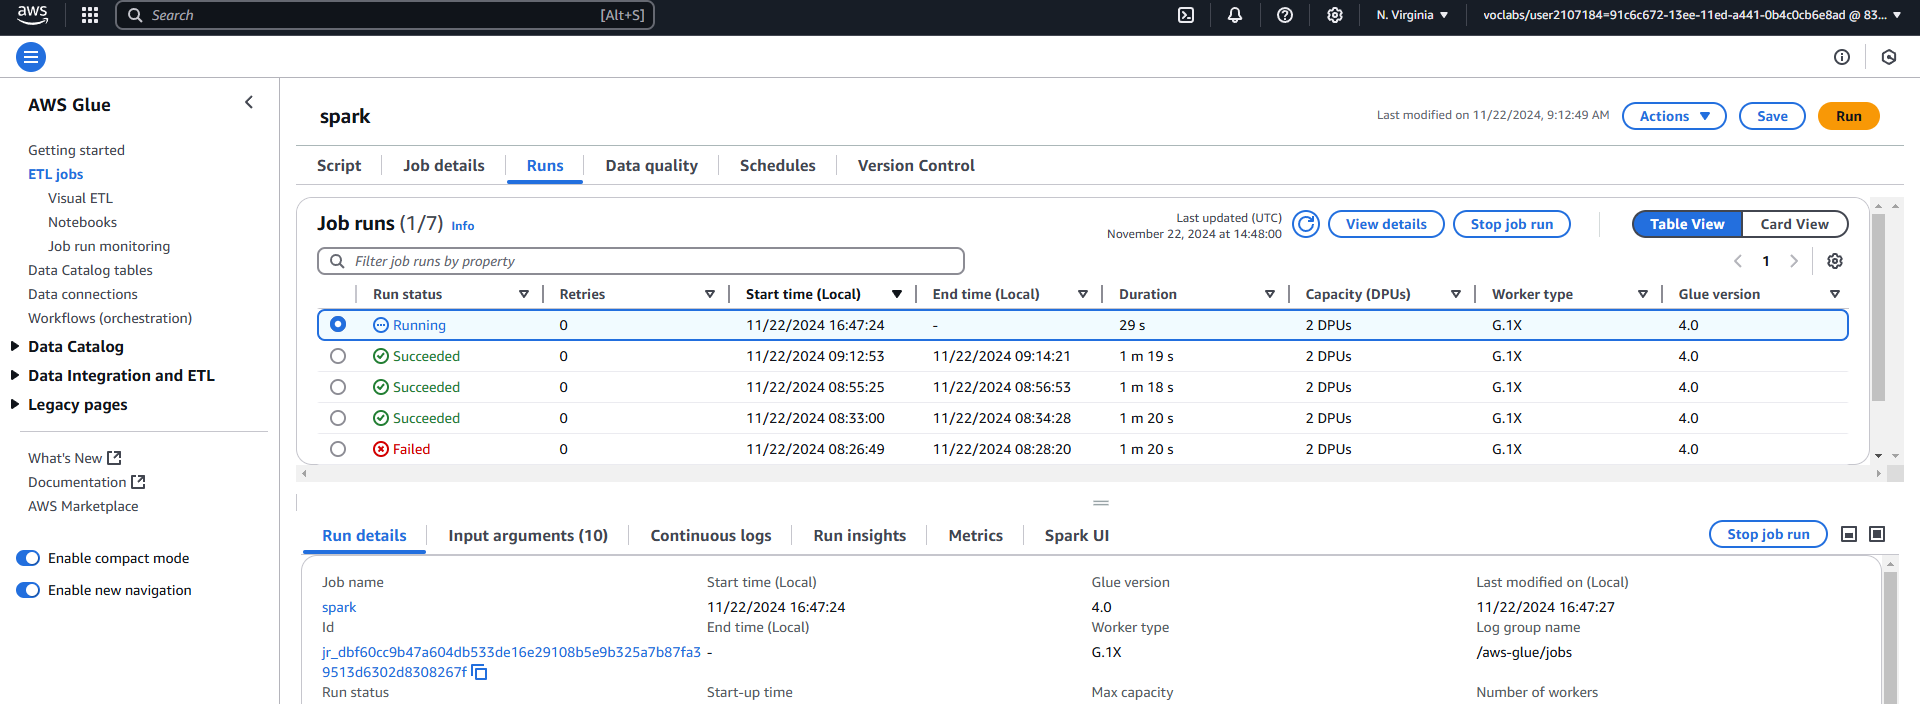 aws Search [Alt+S] N. Virginia voclabs/user2107184=91c6c672-13ee-11ed-a441-0b4c0cb6e8ad @ 83...
AWS Glue
Getting started
ETL jobs
Visual ETL
Notebooks
Job run monitoring
Data Catalog tables
Data connections
Workflows (orchestration)
Data Catalog
Data Integration and ETL
Legacy pages
What's New
Documentation
AWS Marketplace
Enable compact mode
Enable new navigation
spark Last modified on 11/22/2024, 9:12:49 AM Actions Save Run
Script Job details Runs Data quality Schedules Version Control
Job runs (1/7) Info Last updated (UTC) November 22, 2024 at 14:48:00 View details Stop job run Table View Card View
Filter job runs by property 1
Run status Retries Start time (Local) End time (Local) Duration Capacity (DPUs) Worker type Glue version
Running 0 11/22/2024 16:47:24 - 29 s 2 DPUs G.1X 4.0
Succeeded 0 11/22/2024 09:12:53 11/22/2024 09:14:21 1 m 19 s 2 DPUs G.1X 4.0
Succeeded 0 11/22/2024 08:55:25 11/22/2024 08:56:53 1 m 18 s 2 DPUs G.1X 4.0
Succeeded 0 11/22/2024 08:33:00 11/22/2024 08:34:28 1 m 20 s 2 DPUs G.1X 4.0
Failed 0 11/22/2024 08:26:49 11/22/2024 08:28:20 1 m 20 s 2 DPUs G.1X 4.0
Run details Input arguments (10) Continuous logs Run insights Metrics Spark UI Stop job run
Job name Start time (Local) Glue version Last modified on (Local)
spark 11/22/2024 16:47:24 4.0 11/22/2024 16:47:27
Id End time (Local) Worker type Log group name
jr_dbf60cc9b47a604db533de16e29108b5e9b325a7b87fa3 - G.1X /aws-glue/jobs
9513d6302d8308267f
Run status Start-up time Max capacity Number of workers